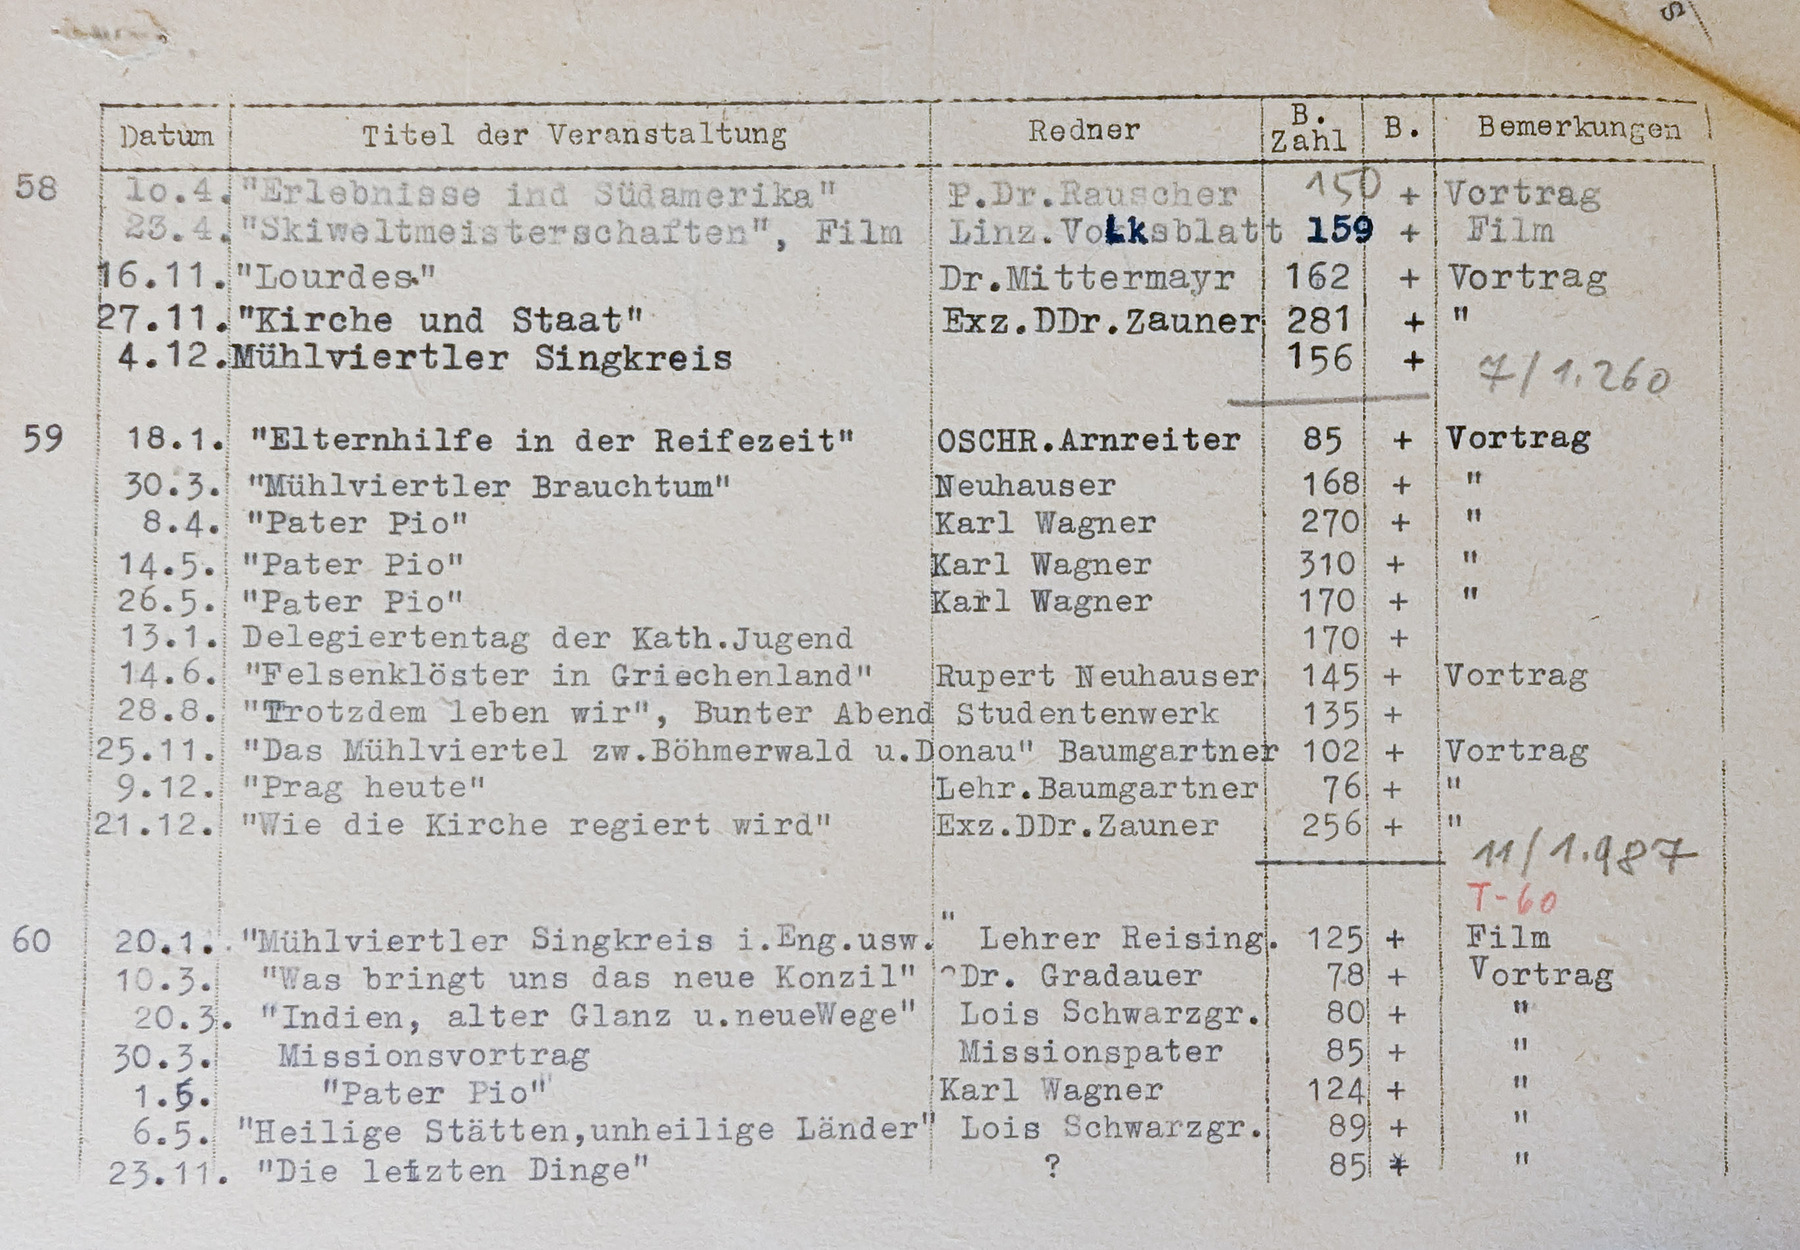 S
Datum Titel der Veranstaltung Redner B. Zahl B. Bemerkungen
58 10.4. "Erlebnisse ind Südamerika" P.Dr.Rauscher 150 + Vortrag
23.4. "Skiweltmeisterschaften", Film Linz.Volksblatt 159 + Film
16.11. "Lourdes." Dr.Mittermayr 162 + Vortrag
27.11. "Kirche und Staat" Exz.DDr.Zauner 281 + "
4.12. Mühlviertler Singkreis 156 +
7/1.260
59 18.1. "Elternhilfe in der Reifezeit" OSCHR.Arnreiter 85 + Vortrag
30.3. "Mühlviertler Brauchtum" Neuhauser 168 + "
8.4. "Pater Pio" Karl Wagner 270 + "
14.5. "Pater Pio" Karl Wagner 310 + "
26.5. "Pater Pio" Karl Wagner 170 + "
13.1. Delegiertentag der Kath.Jugend 170 +
14.6. "Felsenklöster in Griechenland" Rupert Neuhauser 145 + Vortrag
28.8. "Trotzdem leben wir", Bunter Abend Studentenwerk 135 +
25.11. "Das Mühlviertel zw.Böhmerwald u.Donau" Baumgartner 102 + Vortrag
9.12. "Prag heute" Lehr.Baumgartner 76 + "
21.12. "Wie die Kirche regiert wird" Exz.DDr.Zauner 256 + "
11/1.987
T-60
60 20.1. "Mühlviertler Singkreis i.Eng.usw." Lehrer Reising. 125 + Film
10.3. "Was bringt uns das neue Konzil" Dr. Gradauer 78 + Vortrag
20.3. "Indien, alter Glanz u.neueWege" Lois Schwarzgr. 80 + "
30.3. Missionsvortrag Missionspater 85 + "
1.5. "Pater Pio" Karl Wagner 124 + "
6.5. "Heilige Stätten,unheilige Länder" Lois Schwarzgr. 89 + "
23.11. "Die letzten Dinge" ? 85 + "